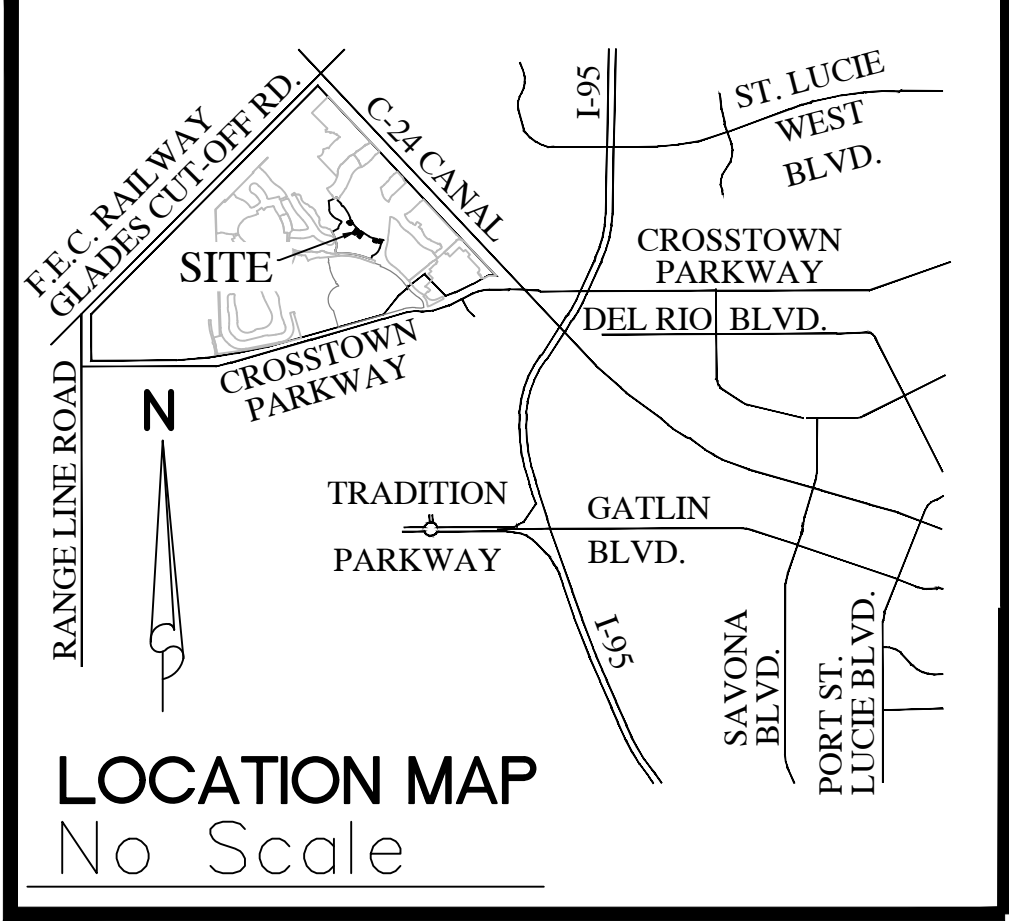 F.E.C. RAILWAY
GLADES CUT-OFF RD.
C-24 CANAL
I-95
ST. LUCIE
WEST
BLVD.
SITE
CROSSTOWN
PARKWAY
DEL RIO BLVD.
CROSSTOWN
PARKWAY
RANGE LINE ROAD
N
TRADITION
PARKWAY
GATLIN
BLVD.
I-95
SAVONA
BLVD.
PORT ST.
LUCIE BLVD.
LOCATION MAP
No Scale